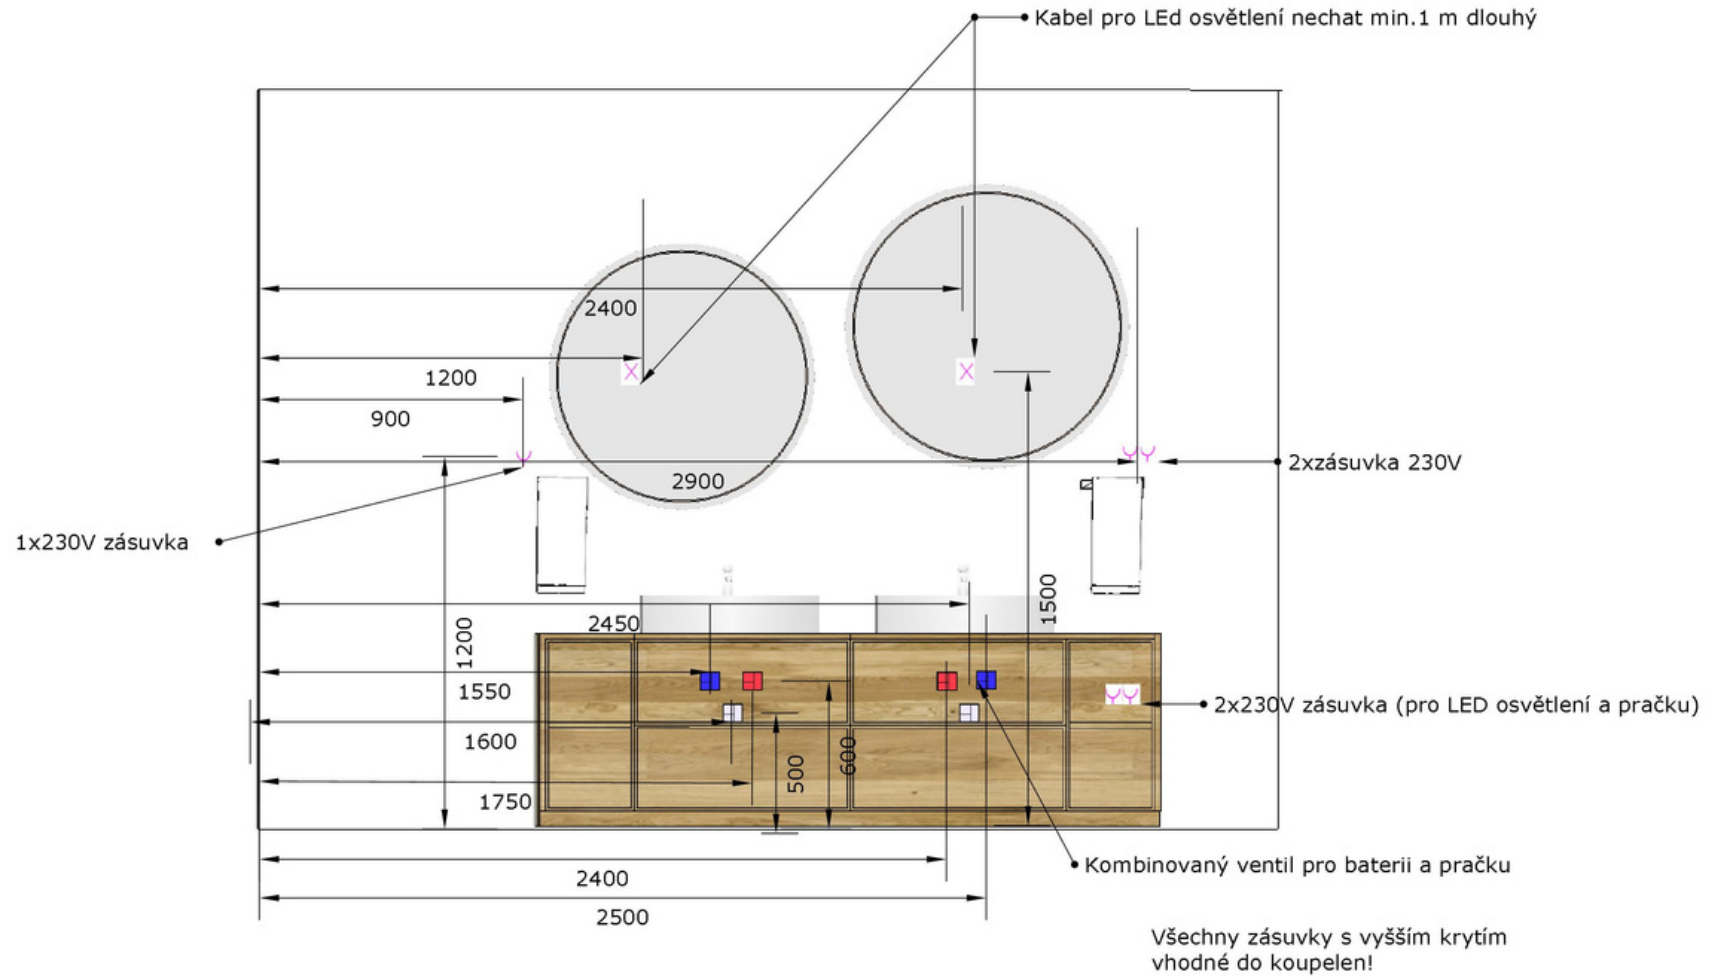 Kabel pro LEd osvětlení nechat min.1 m dlouhý
2400
1200
900
2xzásuvka 230V
2900
1x230V zásuvka
1500
2450
1200
1550
2x230V zásuvka (pro LED osvětlení a pračku)
1600
600
500
1750
Kombinovaný ventil pro baterii a pračku
2400
2500
Všechny zásuvky s vyšším krytím
vhodné do koupelen!